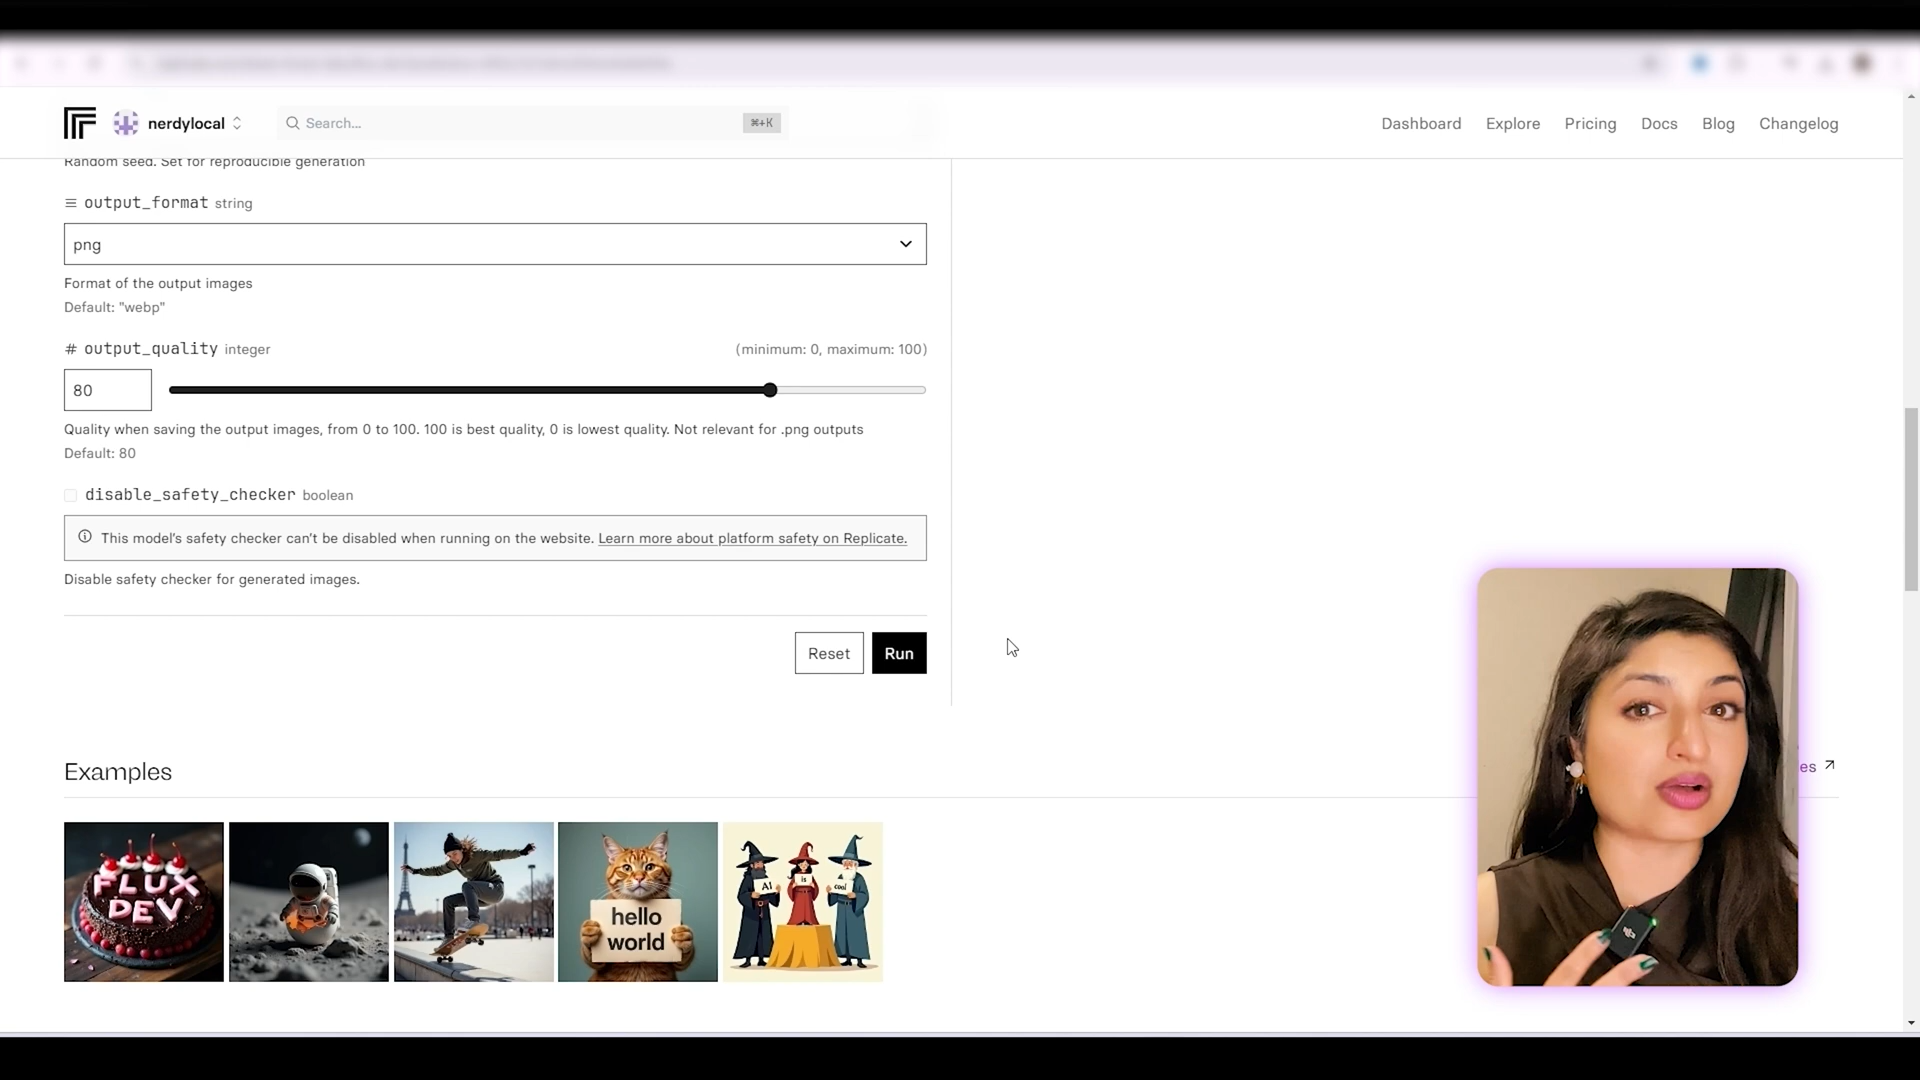 nerdylocal
Search...
⌘+K
Dashboard
Explore
Pricing
Docs
Blog
Changelog
Random seed. Set for reproducible generation
output_format string
png
Format of the output images
Default: "webp"
# output_quality integer
(minimum: 0, maximum: 100)
80
Quality when saving the output images, from 0 to 100. 100 is best quality, 0 is lowest quality. Not relevant for .png outputs
Default: 80
disable_safety_checker boolean
This model's safety checker can't be disabled when running on the website. Learn more about platform safety on Replicate.
Disable safety checker for generated images.
Reset
Run
Examples
es
FLUX
DEV
hello
world
AI
is
cool